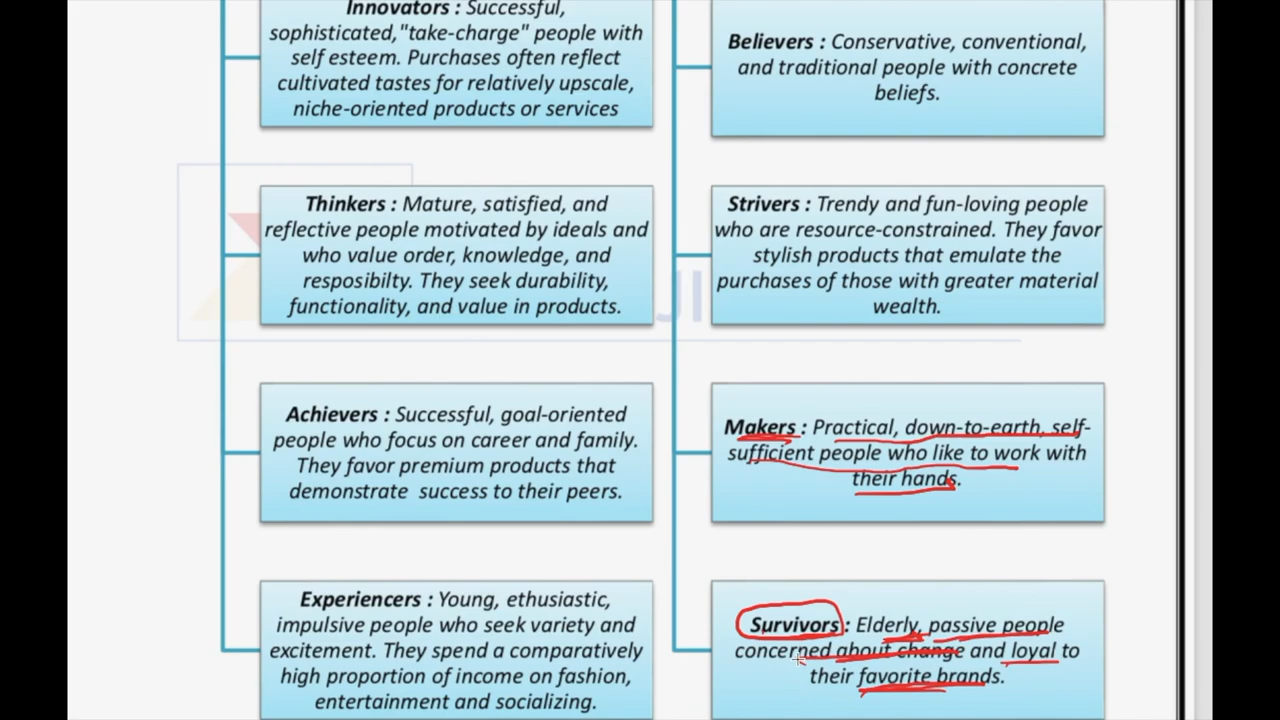 Innovators : Successful,
sophisticated,"take-charge" people with
self esteem. Purchases often reflect
cultivated tastes for relatively upscale,
niche-oriented products or services
Thinkers : Mature, satisfied, and
reflective people motivated by ideals and
who value order, knowledge, and
resposibilty. They seek durability,
functionality, and value in products.
Achievers : Successful, goal-oriented
people who focus on career and family.
They favor premium products that
demonstrate success to their peers.
Experiencers : Young, ethusiastic,
impulsive people who seek variety and
excitement. They spend a comparatively
high proportion of income on fashion,
entertainment and socializing.
Believers : Conservative, conventional,
and traditional people with concrete
beliefs.
Strivers : Trendy and fun-loving people
who are resource-constrained. They favor
stylish products that emulate the
purchases of those with greater material
wealth.
Makers : Practical, down-to-earth, self-
sufficient people who like to work with
their hands.
Survivors : Elderly, passive people
concerned about change and loyal to
their favorite brands.